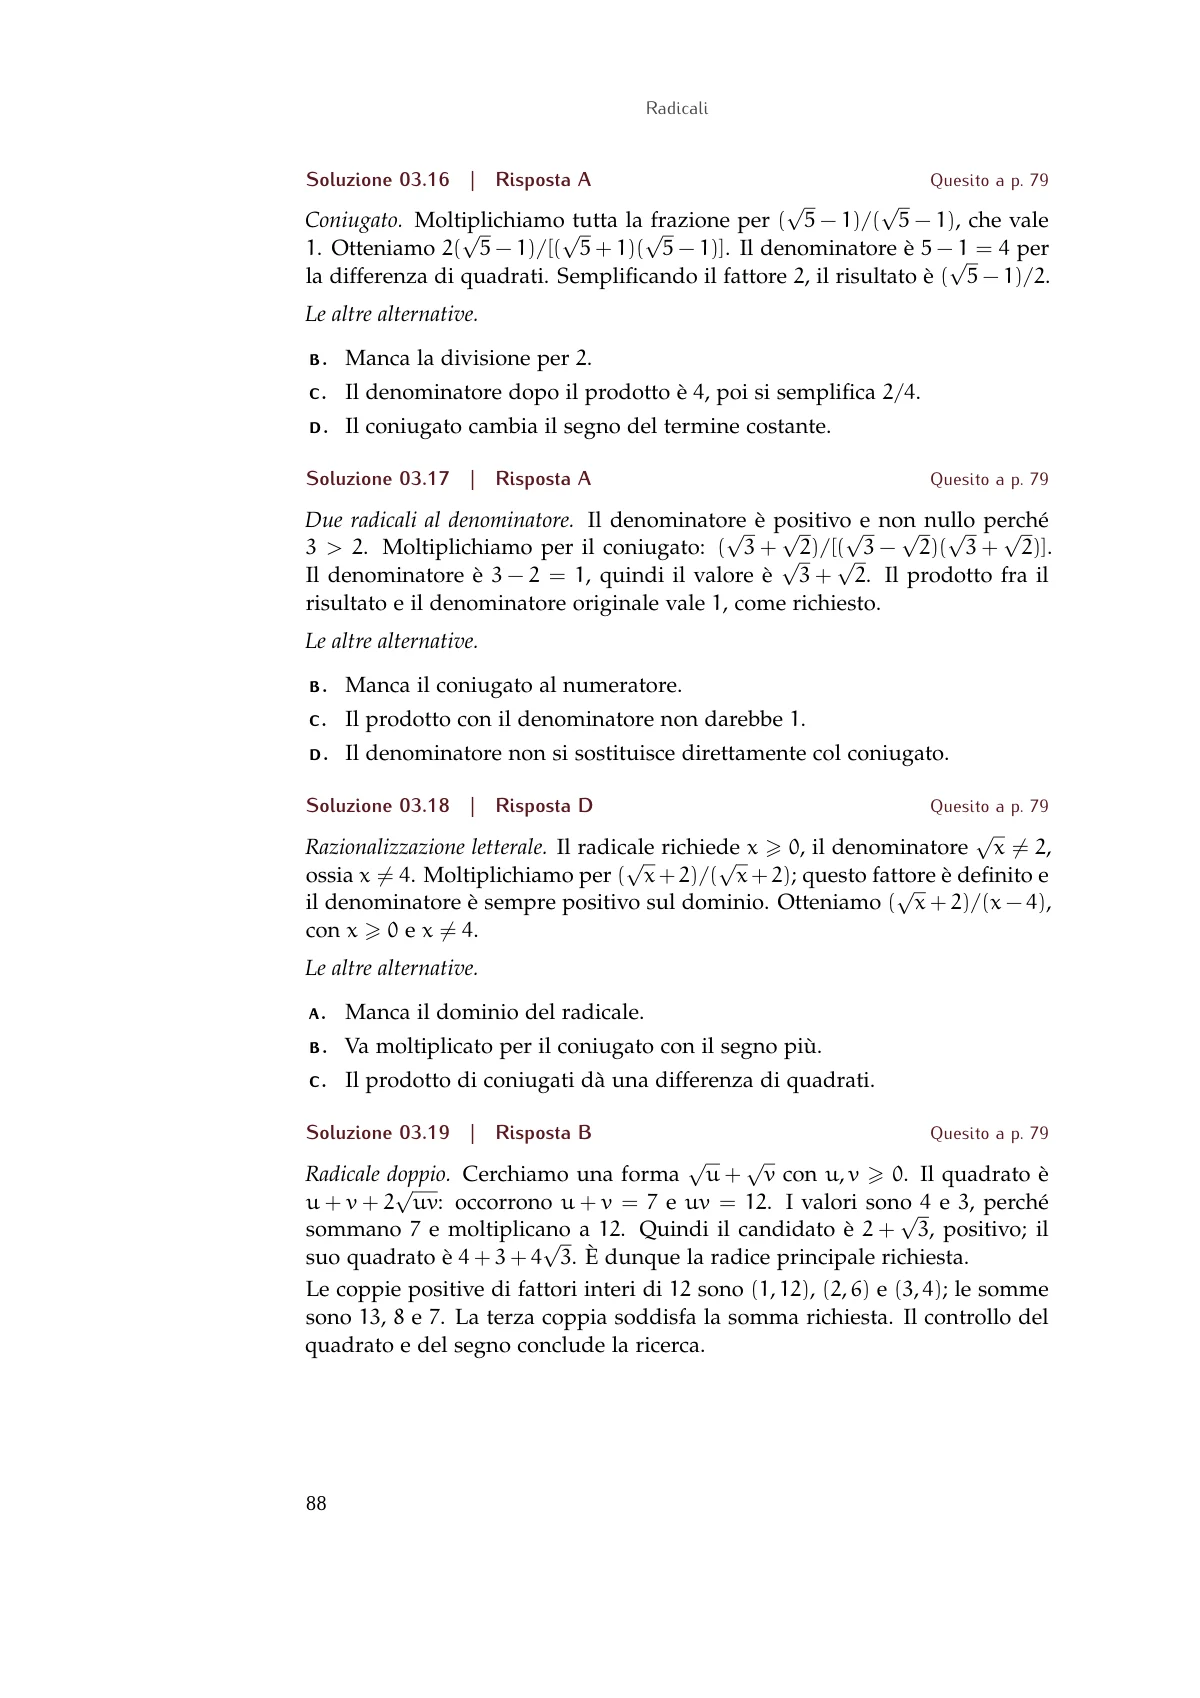 Radicali
Soluzione 03.16 | Risposta A Quesito a p. 79
Coniugato. Moltiplichiamo tutta la frazione per (√5 − 1)/(√5 − 1), che vale
1. Otteniamo 2(√5 − 1)/[(√5 + 1)(√5 − 1)]. Il denominatore è 5 − 1 = 4 per
la differenza di quadrati. Semplificando il fattore 2, il risultato è (√5 − 1)/2.
Le altre alternative.
B. Manca la divisione per 2.
C. Il denominatore dopo il prodotto è 4, poi si semplifica 2/4.
D. Il coniugato cambia il segno del termine costante.
Soluzione 03.17 | Risposta A Quesito a p. 79
Due radicali al denominatore. Il denominatore è positivo e non nullo perché
3 > 2. Moltiplichiamo per il coniugato: (√3 + √2)/[(√3 − √2)(√3 + √2)].
Il denominatore è 3 − 2 = 1, quindi il valore è √3 + √2. Il prodotto fra il
risultato e il denominatore originale vale 1, come richiesto.
Le altre alternative.
B. Manca il coniugato al numeratore.
C. Il prodotto con il denominatore non darebbe 1.
D. Il denominatore non si sostituisce direttamente col coniugato.
Soluzione 03.18 | Risposta D Quesito a p. 79
Razionalizzazione letterale. Il radicale richiede x ⩾ 0, il denominatore √x ≠ 2,
ossia x ≠ 4. Moltiplichiamo per (√x + 2)/(√x + 2); questo fattore è definito e
il denominatore è sempre positivo sul dominio. Otteniamo (√x + 2)/(x − 4),
con x ⩾ 0 e x ≠ 4.
Le altre alternative.
A. Manca il dominio del radicale.
B. Va moltiplicato per il coniugato con il segno più.
C. Il prodotto di coniugati dà una differenza di quadrati.
Soluzione 03.19 | Risposta B Quesito a p. 79
Radicale doppio. Cerchiamo una forma √u + √v con u, v ⩾ 0. Il quadrato è
u + v + 2√uv: occorrono u + v = 7 e uv = 12. I valori sono 4 e 3, perché
sommano 7 e moltiplicano a 12. Quindi il candidato è 2 + √3, positivo; il
suo quadrato è 4 + 3 + 4√3. È dunque la radice principale richiesta.
Le coppie positive di fattori interi di 12 sono (1, 12), (2, 6) e (3, 4); le somme
sono 13, 8 e 7. La terza coppia soddisfa la somma richiesta. Il controllo del
quadrato e del segno conclude la ricerca.
88